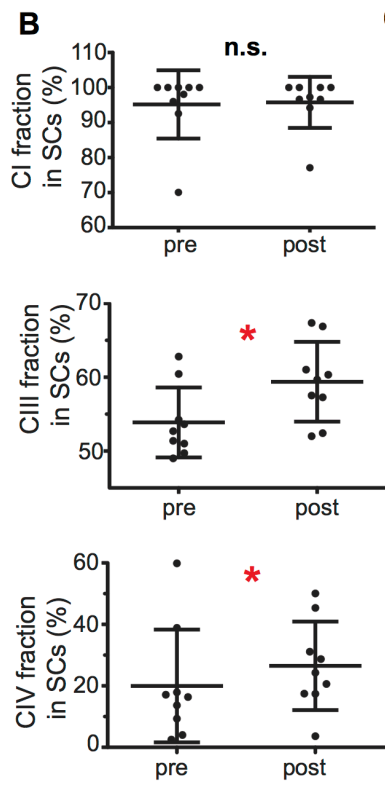 B
n.s.
CI fraction
in SCs (%)
110
100
90
80
70
60
pre post
CIII fraction
in SCs (%)
70
60
50
*
pre post
CIV fraction
in SCs (%)
60
40
20
0
*
pre post